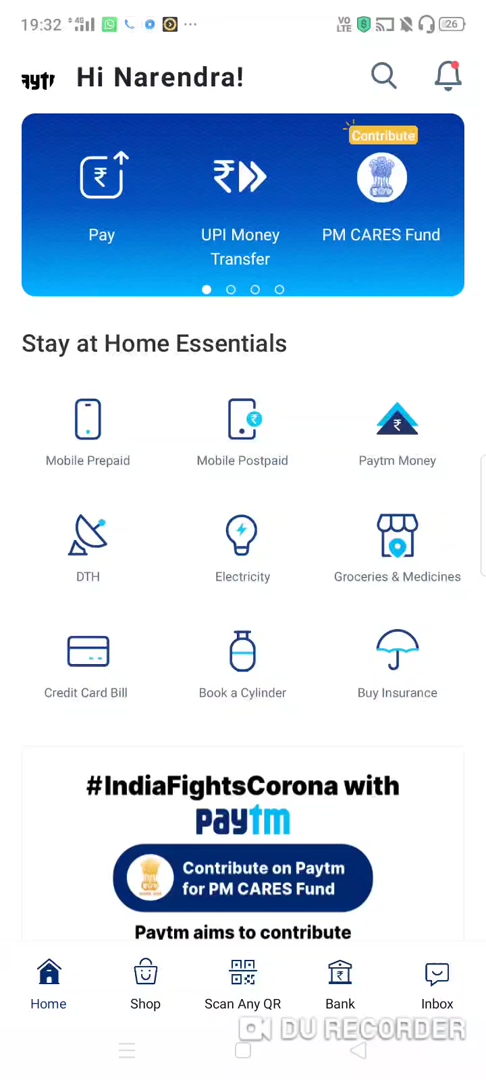 19:32
4G
VO
LTE
26
Hi Narendra!
Contribute
Pay
UPI Money
Transfer
PM CARES Fund
Stay at Home Essentials
Mobile Prepaid
Mobile Postpaid
Paytm Money
DTH
Electricity
Groceries & Medicines
Credit Card Bill
Book a Cylinder
Buy Insurance
#IndiaFightsCorona with
paytm
Contribute on Paytm
for PM CARES Fund
Paytm aims to contribute
Home
Shop
Scan Any QR
Bank
Inbox
DU RECORDER